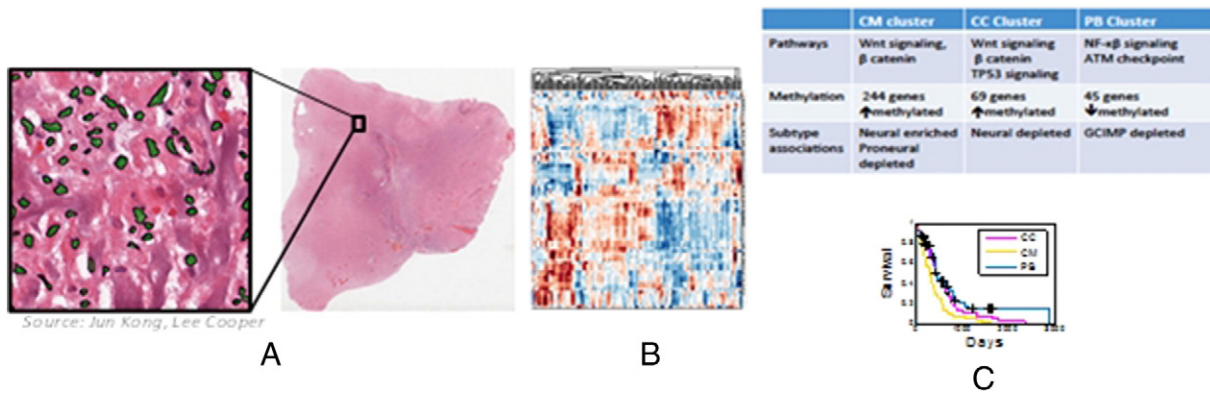 CM cluster CC Cluster PB Cluster
Pathways Wnt signaling, Wnt signaling NF-κβ signaling
β catenin β catenin ATM checkpoint
TP53 signaling
Methylation 244 genes 69 genes 45 genes
↑methylated ↑methylated ↓methylated
Subtype Neural enriched Neural depleted GCIMP depleted
associations Proneural
depleted
Source: Jun Kong, Lee Cooper
A
B
Survival
CC
CM
PB
0
Days
C